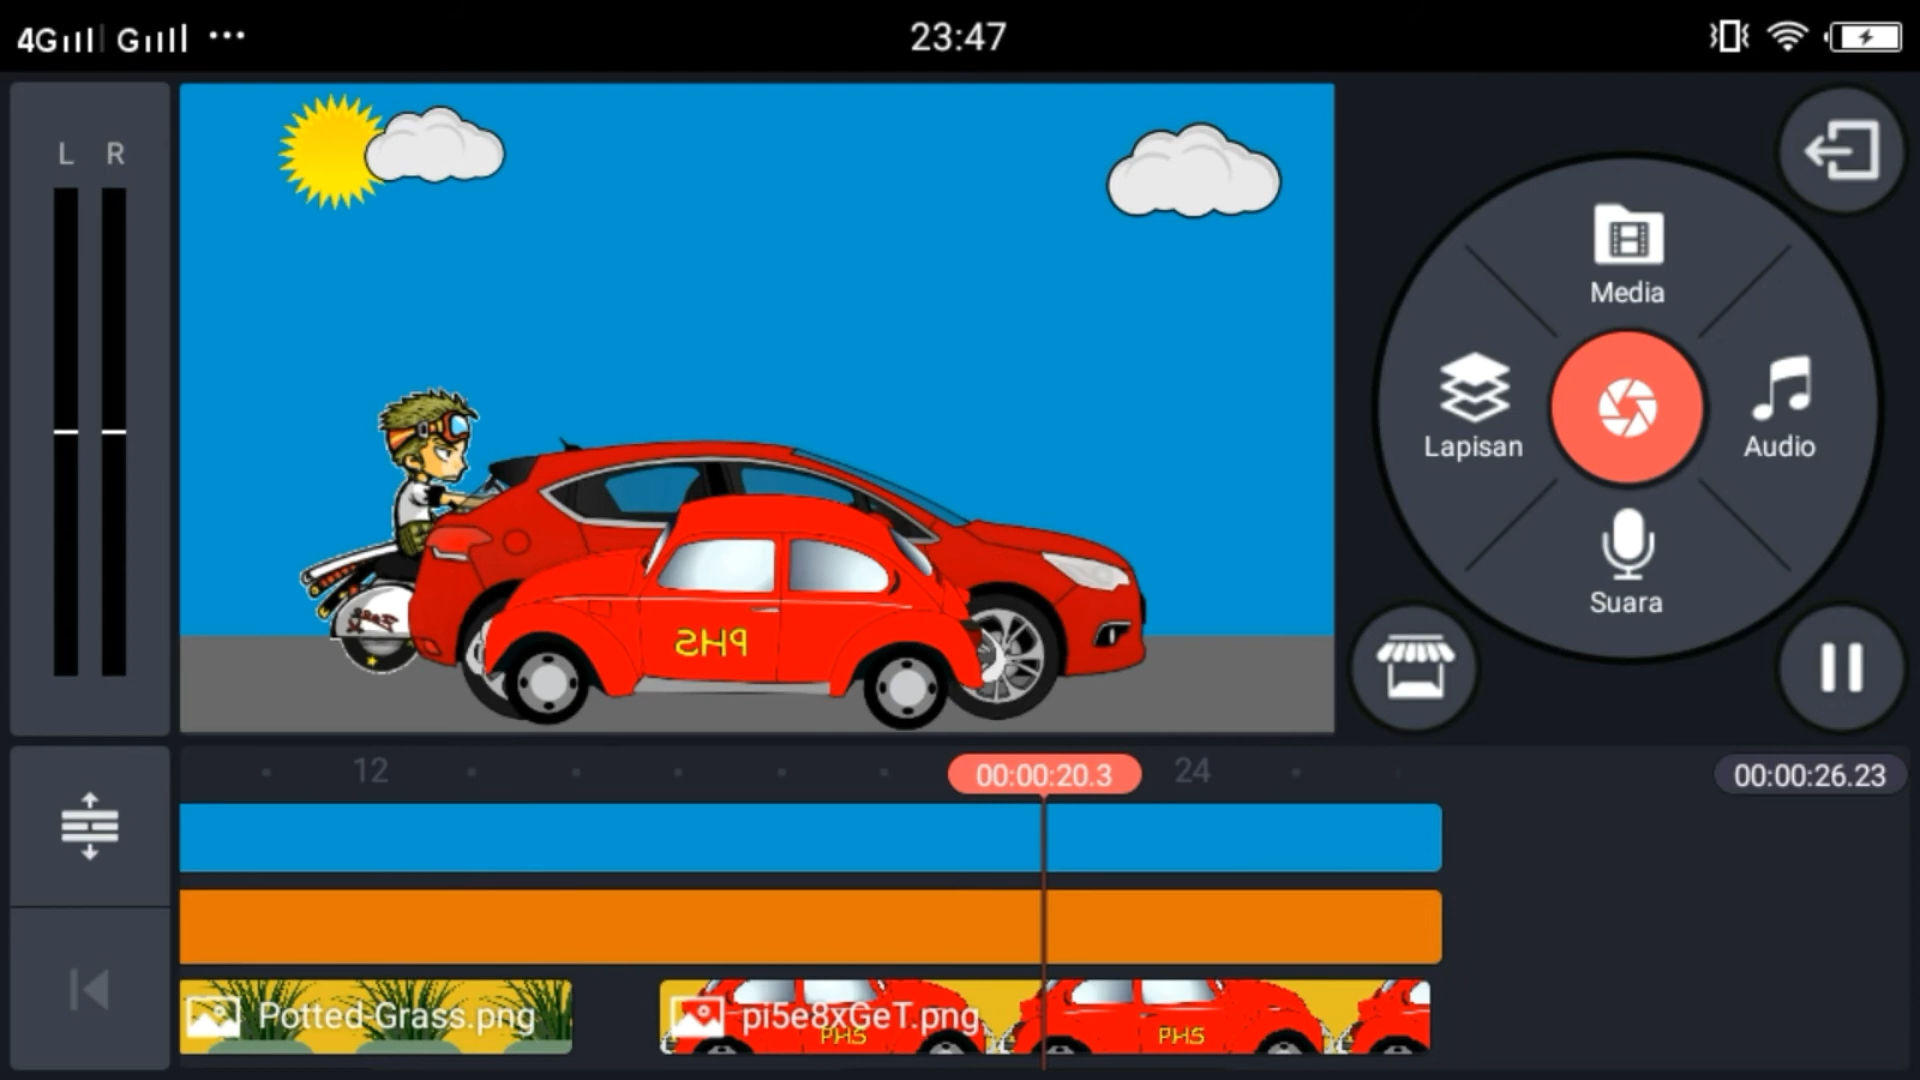 4G G ... 23:47
L R
Media
Lapisan
Audio
Suara
PHS
12
00:00:20.3
24
00:00:26.23
Potted-Grass.png
pi5e8xGeT.png
PHS
PHS